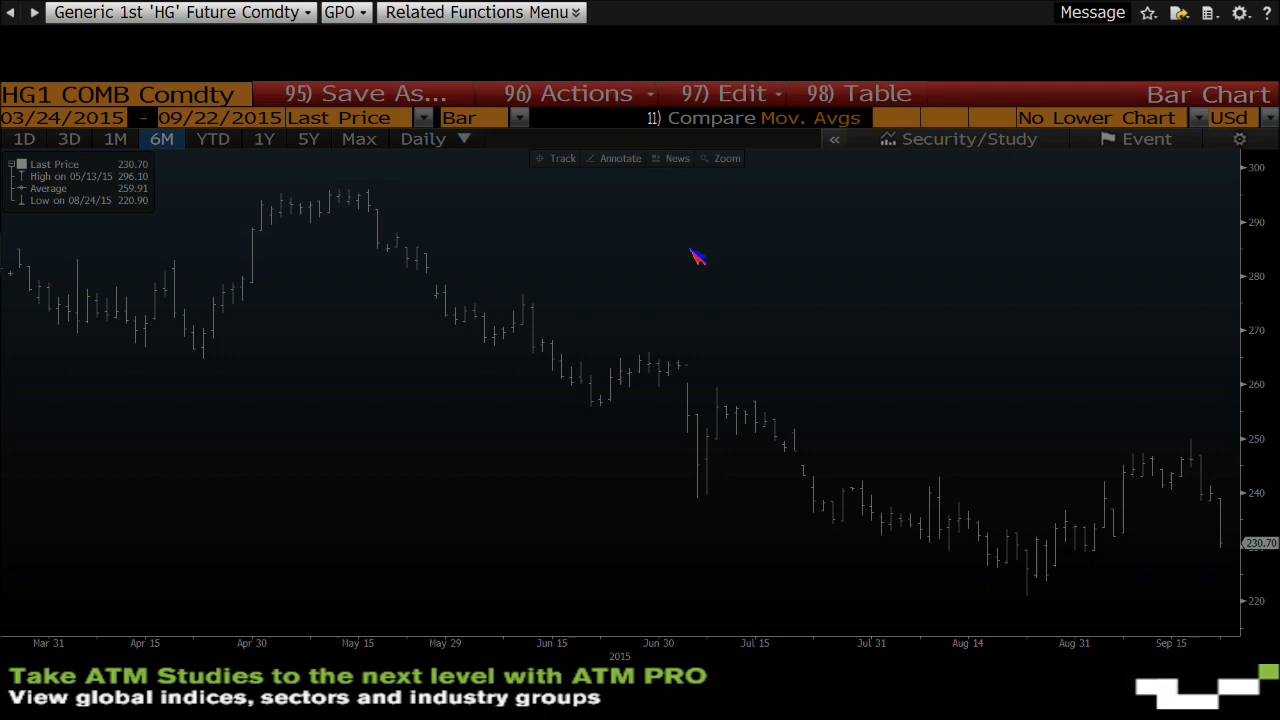 Generic 1st 'HG' Future Comdty GPO Related Functions Menu Message ?
HG1 COMB Comdty 95) Save As... 96) Actions 97) Edit 98) Table Bar Chart
03/24/2015 - 09/22/2015 Last Price Bar 11) Compare Mov. Avgs No Lower Chart USd
1D 3D 1M 6M YTD 1Y 5Y Max Daily « Security/Study Event
Track Annotate News Zoom
Last Price 230.70
High on 05/13/15 296.10
Average 259.91
Low on 08/24/15 220.90
300
290
280
270
260
250
240
230.70
220
Mar 31 Apr 15 Apr 30 May 15 May 29 Jun 15 Jun 30 Jul 15 Jul 31 Aug 14 Aug 31 Sep 15
2015
Take ATM Studies to the next level with ATM PRO
View global indices, sectors and industry groups